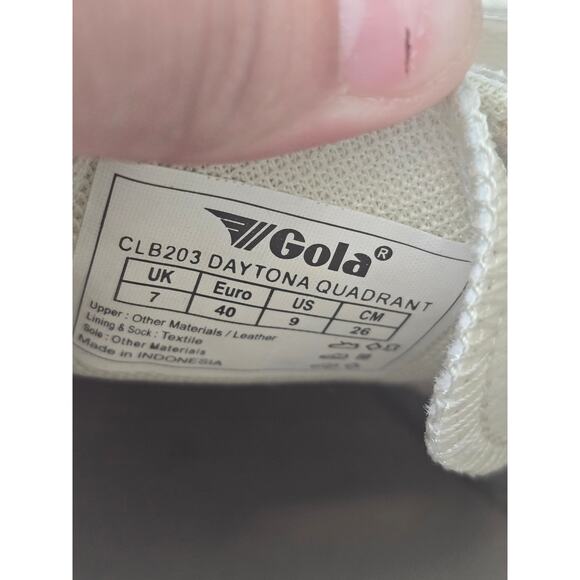 Gola®
CLB203 DAYTONA QUADRANT
UK Euro US CM
7 40 9 26
Upper : Other Materials / Leather
Lining & Sock : Textile
Sole : Other Materials
Made in INDONESIA